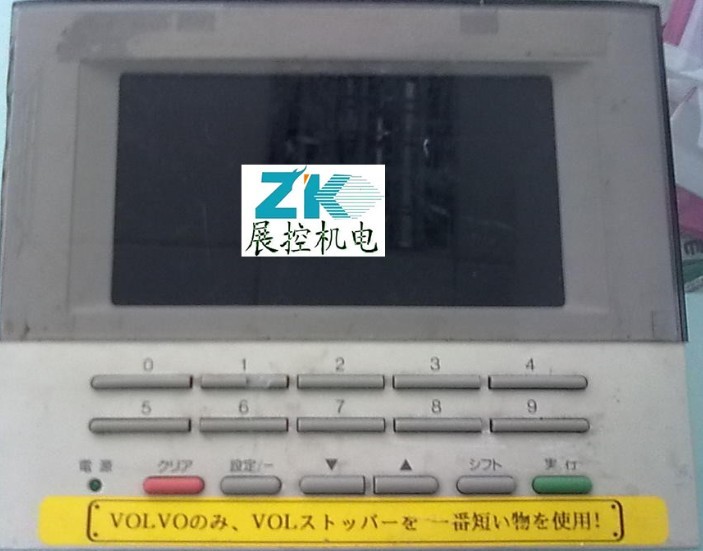 ZK
展控机电
0 1 2 3 4
5 6 7 8 9
電源 クリア 設定/ー ▼ ▲ シフト 実行
VOLVOのみ、VOLストッパーを 一番短い物を使用!